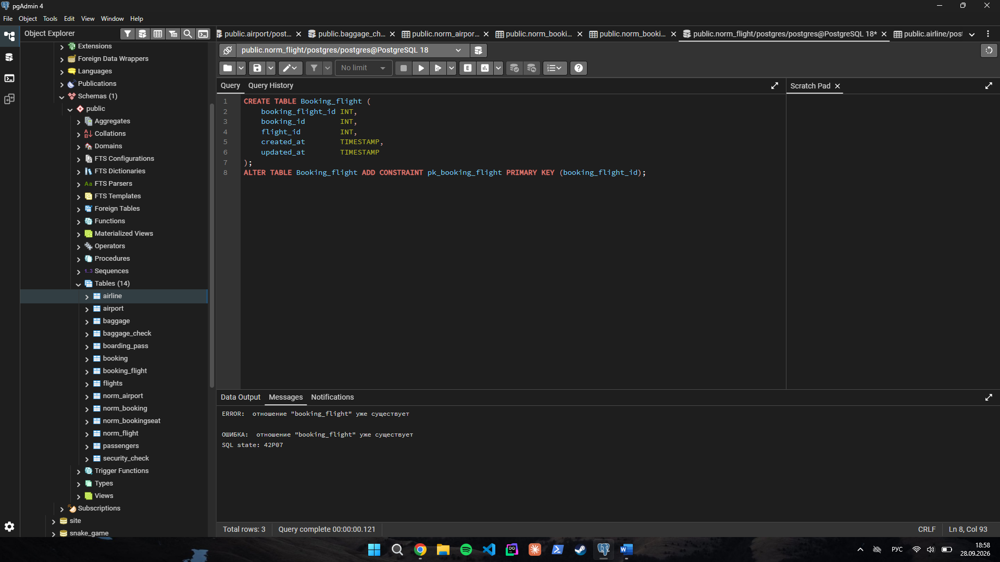 pgAdmin 4
File Object Tools Edit View Window Help
Object Explorer
public.airport/post...
public.baggage_ch...
public.norm_airpor...
public.norm_booki...
public.norm_booki...
public.norm_flight/postgres/postgres@PostgreSQL 18*
public.airline/pos
public.norm_flight/postgres/postgres@PostgreSQL 18
No limit
E
Query
Query History
Scratch Pad
Extensions
Foreign Data Wrappers
Languages
Publications
Schemas (1)
public
Aggregates
Collations
Domains
FTS Configurations
FTS Dictionaries
Aa FTS Parsers
FTS Templates
Foreign Tables
Functions
Materialized Views
Operators
Procedures
1..3 Sequences
Tables (14)
airline
airport
baggage
baggage_check
boarding_pass
booking
booking_flight
flights
norm_airport
norm_booking
norm_bookingseat
norm_flight
passengers
security_check
Trigger Functions
Types
Views
Subscriptions
site
snake_game
1 CREATE TABLE Booking_flight (
2 booking_flight_id INT,
3 booking_id INT,
4 flight_id INT,
5 created_at TIMESTAMP,
6 updated_at TIMESTAMP
7 );
8 ALTER TABLE Booking_flight ADD CONSTRAINT pk_booking_flight PRIMARY KEY (booking_flight_id);
Data Output
Messages
Notifications
ERROR: отношение "booking_flight" уже существует
ОШИБКА: отношение "booking_flight" уже существует
SQL state: 42P07
Total rows: 3
Query complete 00:00:00.121
CRLF
Ln 8, Col 93
DG
W
РУС
18:58
28.09.2026